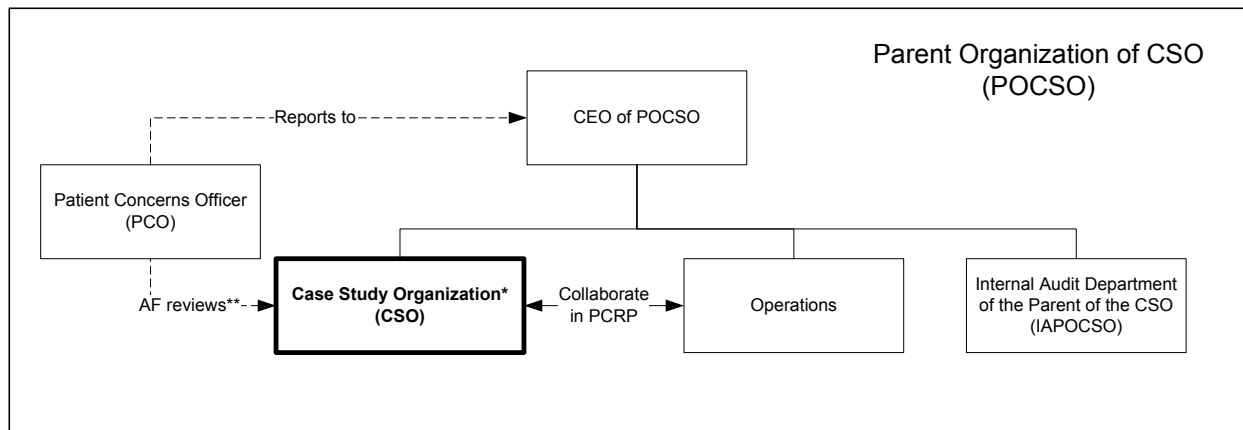 Parent Organization of CSO
(POCSO)
Reports to
CEO of POCSO
Patient Concerns Officer
(PCO)
AF reviews**
Case Study Organization*
(CSO)
Collaborate
in PCRP
Operations
Internal Audit Department
of the Parent of the CSO
(IAPOCSO)